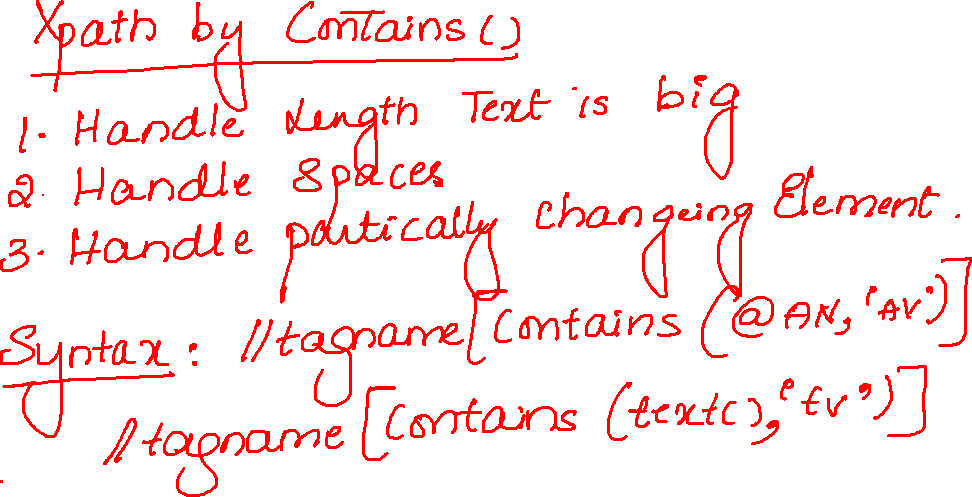 Xpath by Contains()
1. Handle Length Text is big
2. Handle Spaces
3. Handle partically changeing Element.
Syntax: //tagname[Contains(@AN,'AV')]
//tagname[Contains(text(),'tv')]